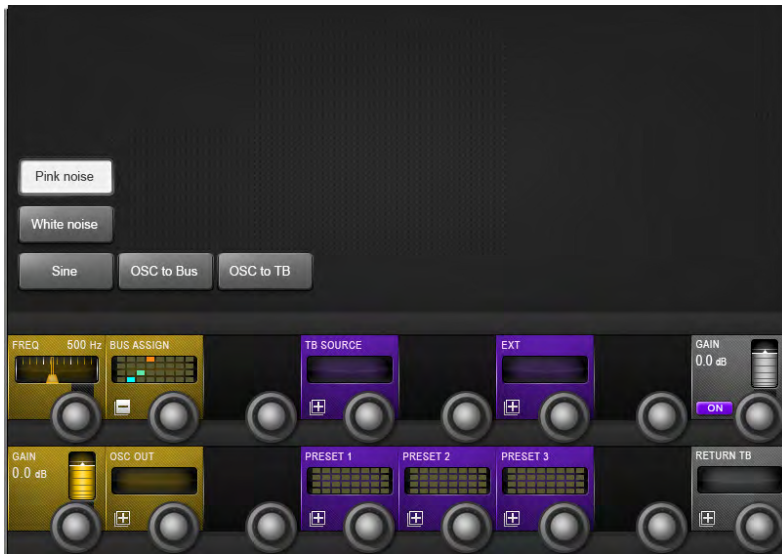 Pink noise
White noise
Sine OSC to Bus OSC to TB
FREQ 500 Hz BUS ASSIGN TB SOURCE EXT GAIN
0.0 dB
ON
GAIN OSC OUT PRESET 1 PRESET 2 PRESET 3 RETURN TB
0.0 dB